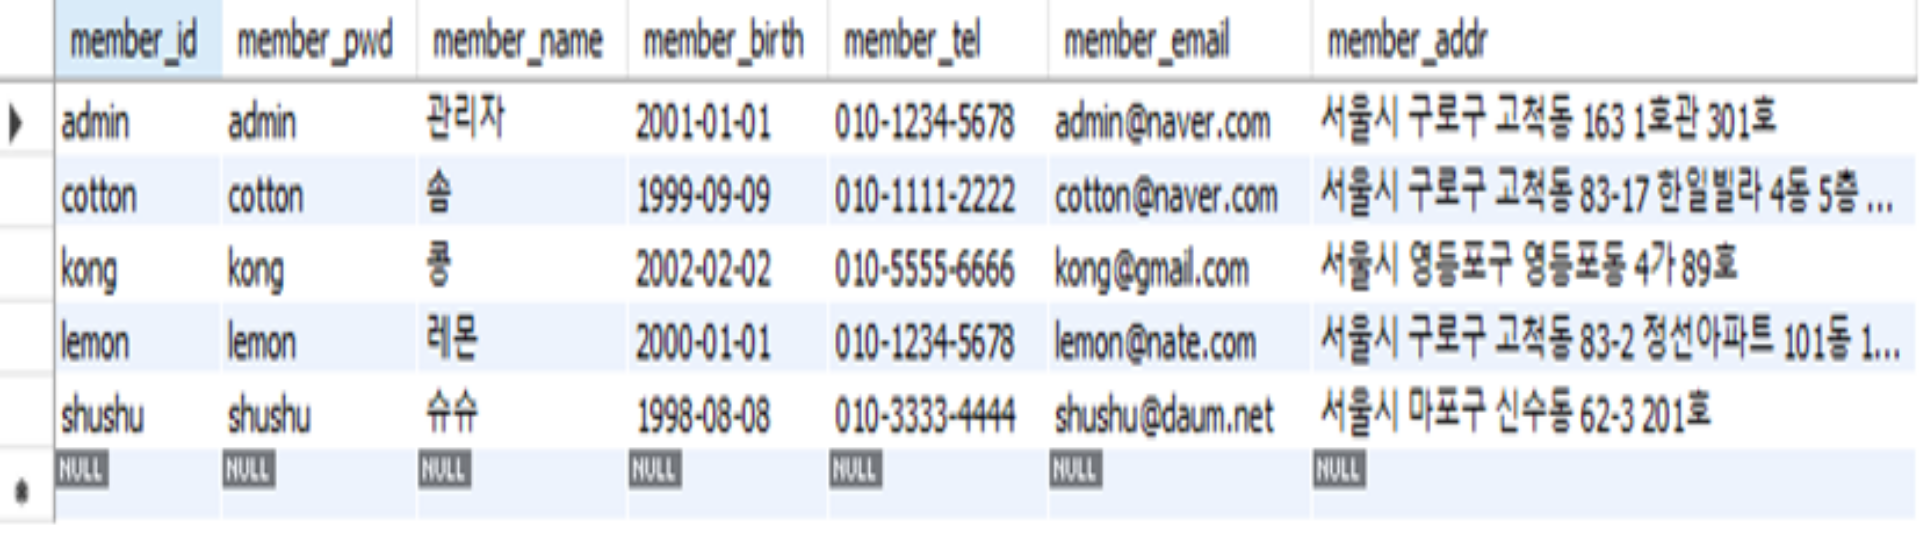 member_id member_pwd member_name member_birth member_tel member_email member_addr
admin admin 관리자 2001-01-01 010-1234-5678 admin@naver.com 서울시 구로구 고척동 163 1호관 301호
cotton cotton 솜 1999-09-09 010-1111-2222 cotton@naver.com 서울시 구로구 고척동 83-17 한일빌라 4동 5층 ...
kong kong 콩 2002-02-02 010-5555-6666 kong@gmail.com 서울시 영등포구 영등포동 4가 89호
lemon lemon 레몬 2000-01-01 010-1234-5678 lemon@nate.com 서울시 구로구 고척동 83-2 정선아파트 101동 1...
shushu shushu 슈슈 1998-08-08 010-3333-4444 shushu@daum.net 서울시 마포구 신수동 62-3 201호
NULL NULL NULL NULL NULL NULL NULL